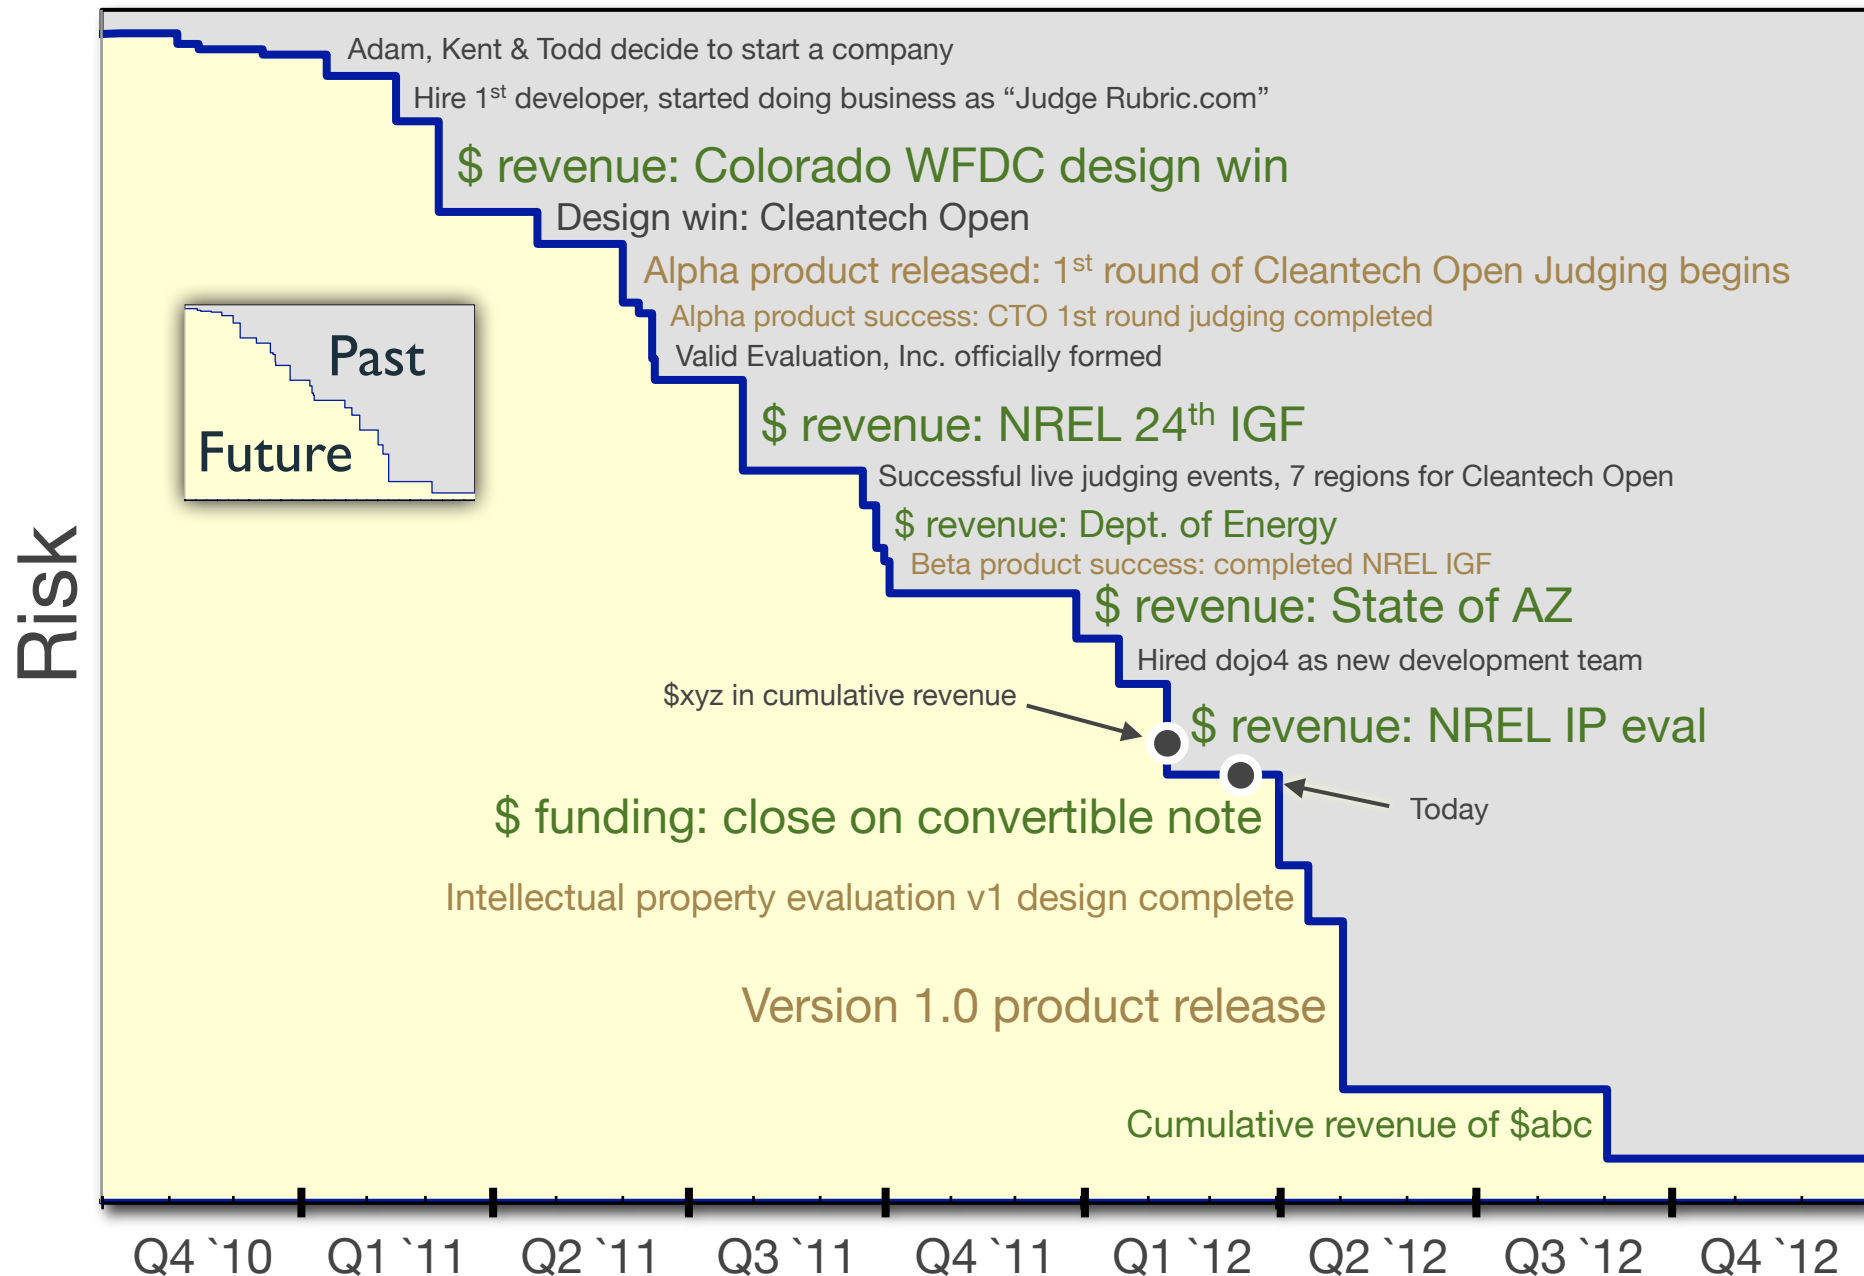 Adam, Kent & Todd decide to start a company
Hire 1st developer, started doing business as “Judge Rubric.com”
$ revenue: Colorado WFDC design win
Design win: Cleantech Open
Alpha product released: 1st round of Cleantech Open Judging begins
Alpha product success: CTO 1st round judging completed
Valid Evaluation, Inc. officially formed
Past
Future
$ revenue: NREL 24th IGF
Successful live judging events, 7 regions for Cleantech Open
$ revenue: Dept. of Energy
Beta product success: completed NREL IGF
$ revenue: State of AZ
Hired dojo4 as new development team
Risk
$xyz in cumulative revenue
$ revenue: NREL IP eval
Today
$ funding: close on convertible note
Intellectual property evaluation v1 design complete
Version 1.0 product release
Cumulative revenue of $abc
Q4 `10 Q1 `11 Q2 `11 Q3 `11 Q4 `11 Q1 `12 Q2 `12 Q3 `12 Q4 `12